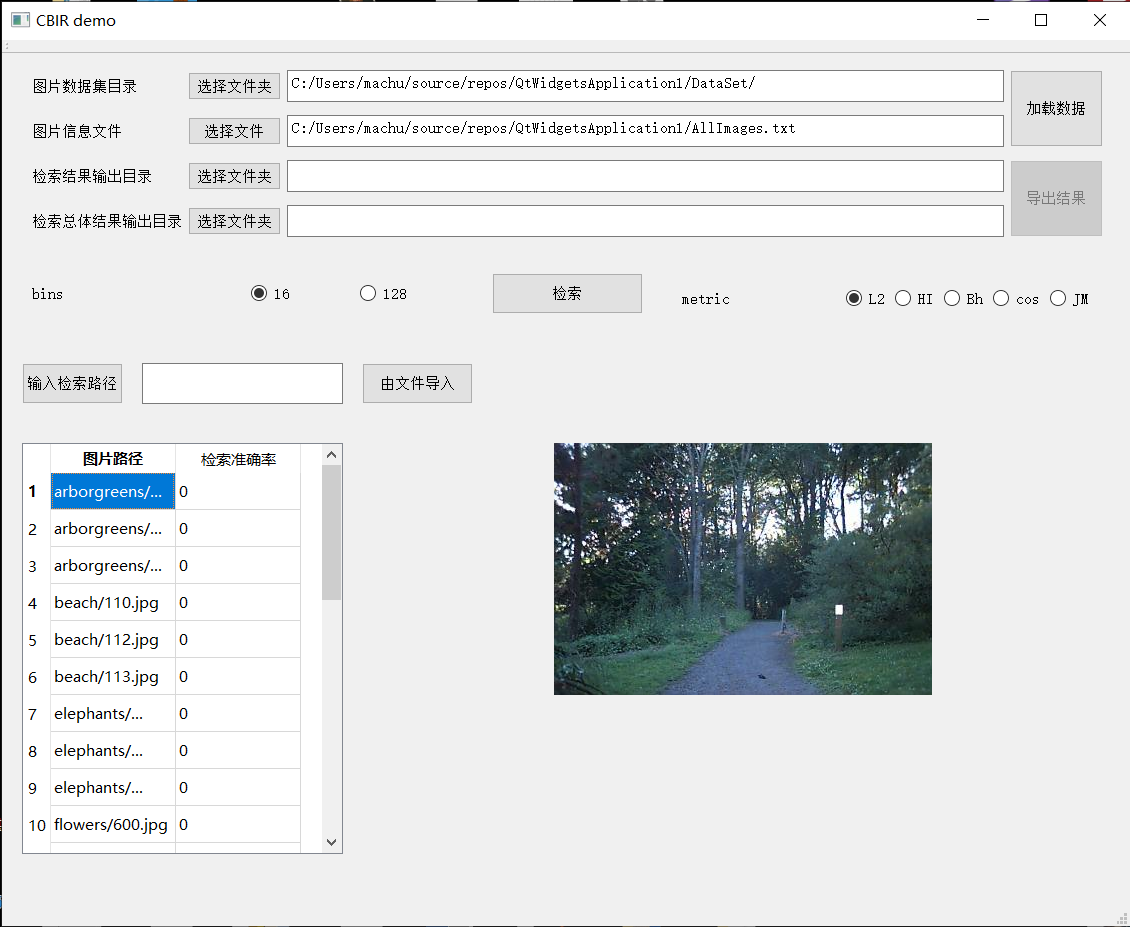 CBIR demo
图片数据集目录 选择文件夹 C:/Users/machu/source/repos/QtWidgetsApplication1/DataSet/ 加载数据
图片信息文件 选择文件 C:/Users/machu/source/repos/QtWidgetsApplication1/AllImages.txt
检索结果输出目录 选择文件夹 导出结果
检索总体结果输出目录 选择文件夹
bins 16 128 检索 metric L2 HI Bh cos JM
输入检索路径 由文件导入
图片路径 检索准确率
1 arborgreens/... 0
2 arborgreens/... 0
3 arborgreens/... 0
4 beach/110.jpg 0
5 beach/112.jpg 0
6 beach/113.jpg 0
7 elephants/... 0
8 elephants/... 0
9 elephants/... 0
10 flowers/600.jpg 0